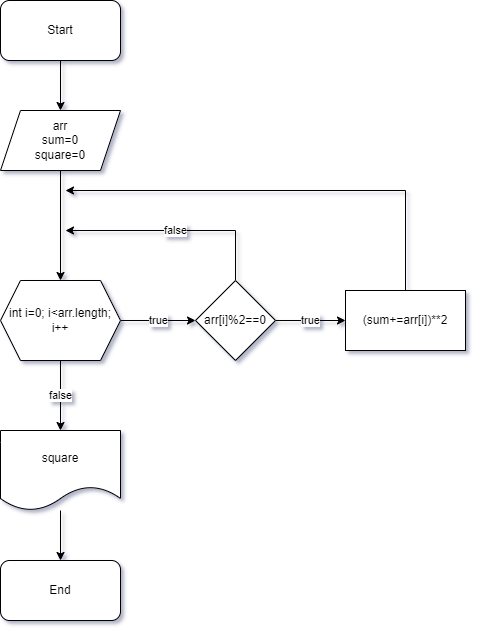 Start
arr
sum=0
square=0
false
int i=0; i<arr.length;
i++
true
arr[i]%2==0
true
(sum+=arr[i])**2
false
square
End